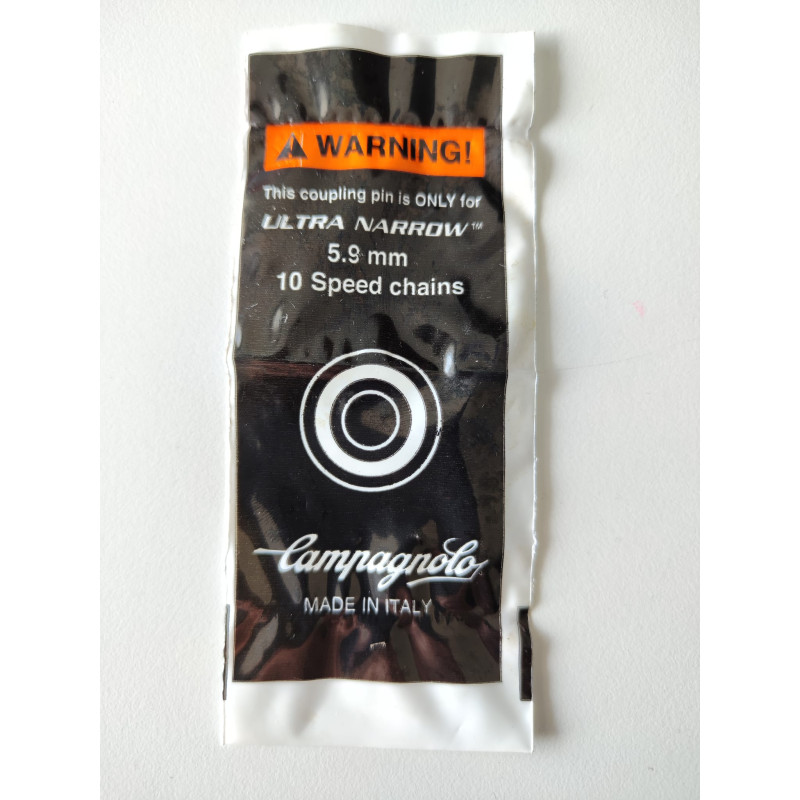 WARNING!
This coupling pin is ONLY for
ULTRA NARROW™
5.9 mm
10 Speed chains
Campagnolo
MADE IN ITALY